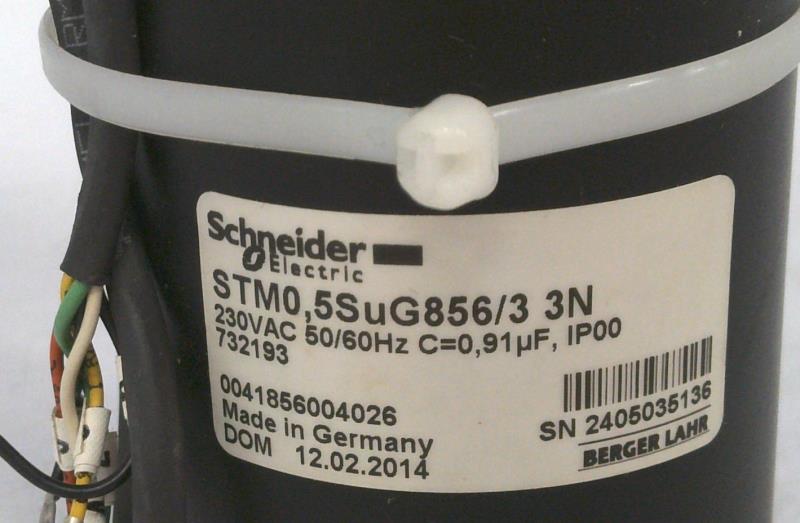 Schneider
Electric
STM0,5SuG856/3 3N
230VAC 50/60Hz C=0,91µF, IP00
732193
0041856004026
Made in Germany
DOM 12.02.2014
SN 2405035136
BERGER LAHR